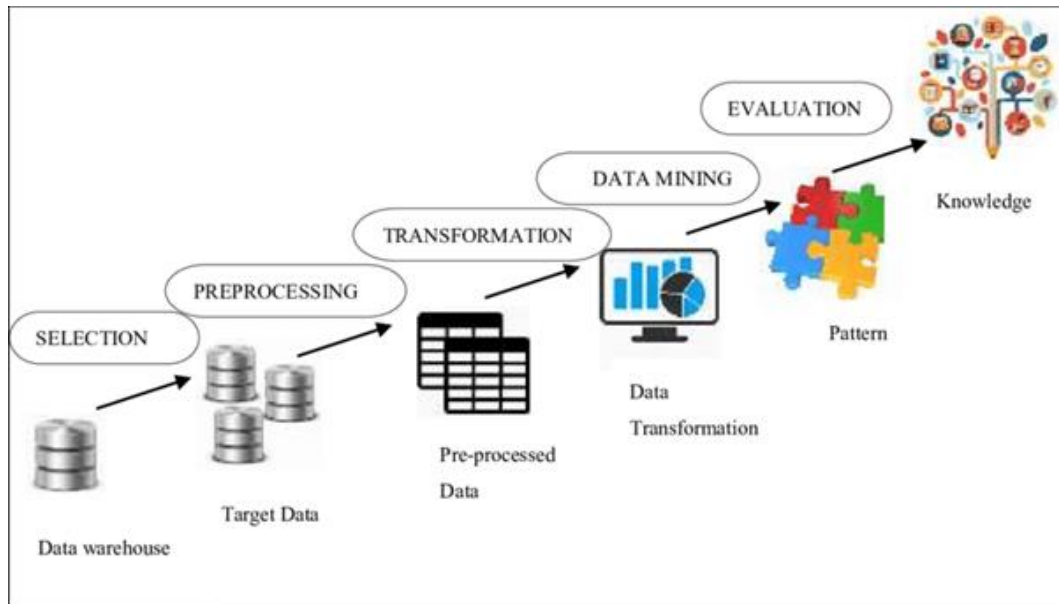 EVALUATION
DATA MINING
Knowledge
TRANSFORMATION
PREPROCESSING
SELECTION
Pattern
Data
Transformation
Pre-processed
Data
Target Data
Data warehouse